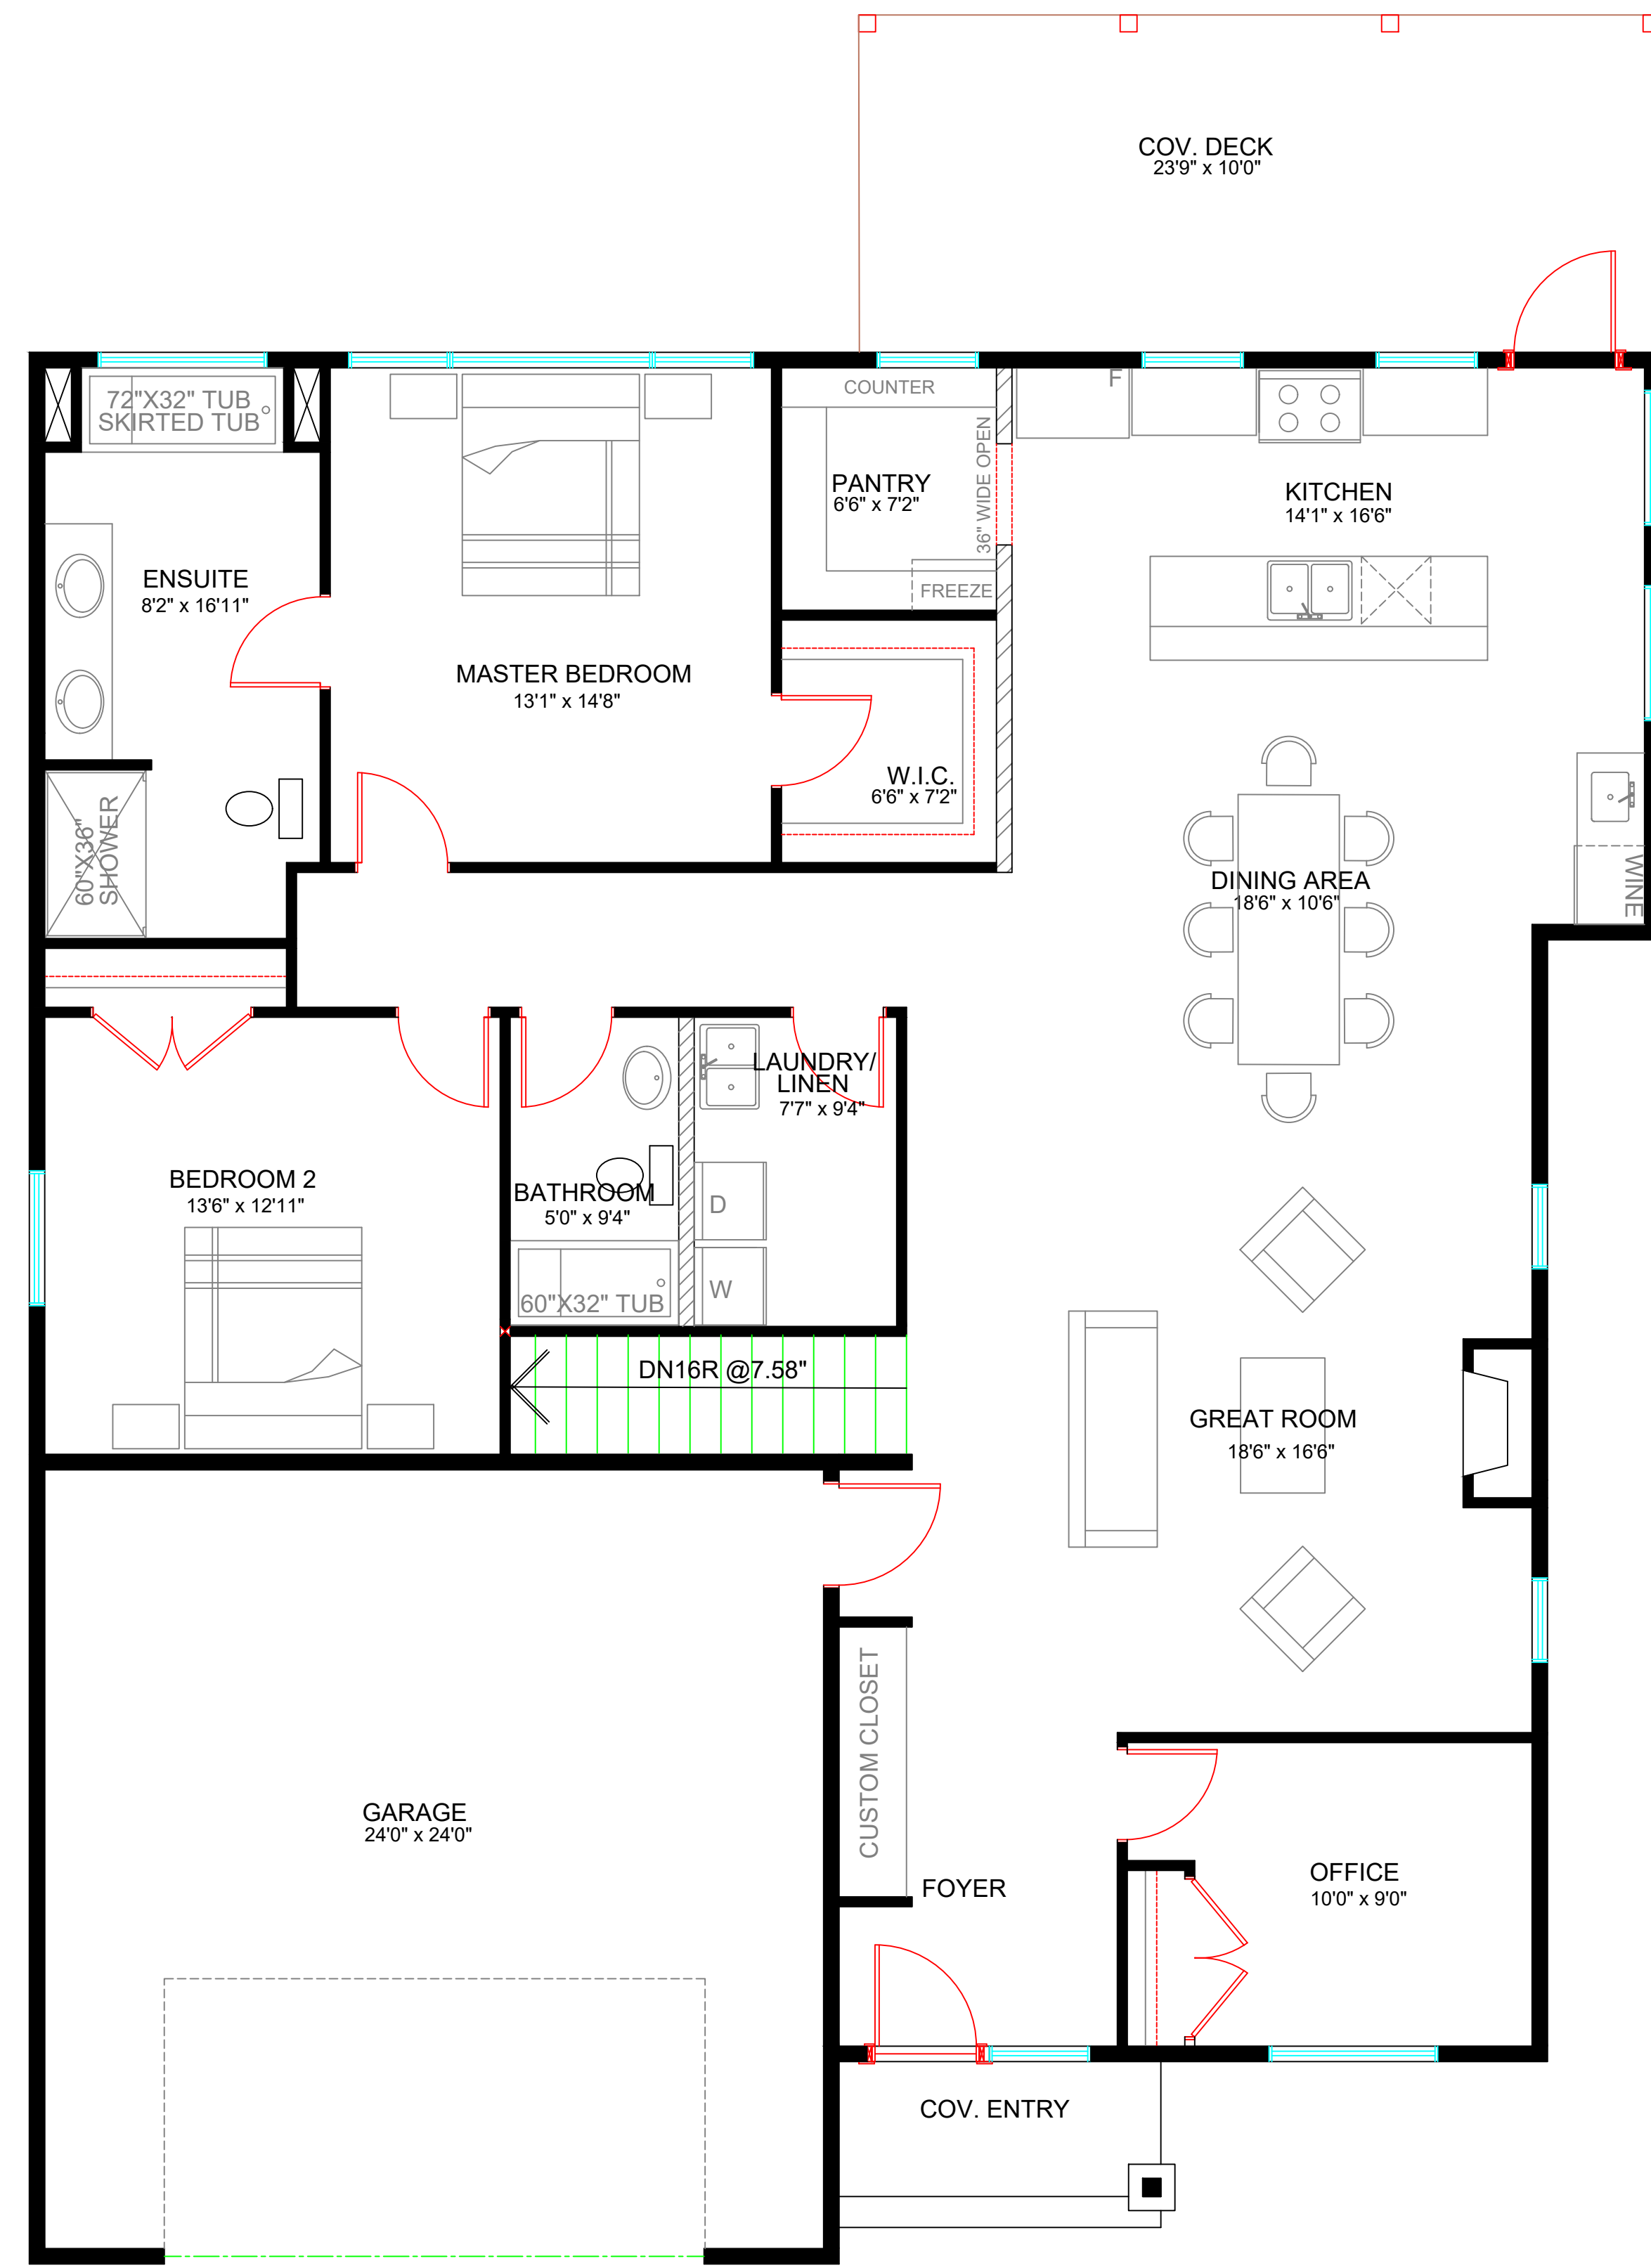 COV. DECK
23'9" x 10'0"
72"X32" TUB
SKIRTED TUB
COUNTER
F
36" WIDE OPEN
PANTRY
6'6" x 7'2"
FREEZE
KITCHEN
14'1" x 16'6"
ENSUITE
8'2" x 16'11"
MASTER BEDROOM
13'1" x 14'8"
W.I.C.
6'6" x 7'2"
60"X36"
SHOWER
DINING AREA
18'6" x 10'6"
WINE
LAUNDRY/
LINEN
7'7" x 9'4"
BEDROOM 2
13'6" x 12'11"
BATHROOM
5'0" x 9'4"
D
W
60"X32" TUB
DN16R @7.58"
GREAT ROOM
18'6" x 16'6"
CUSTOM CLOSET
GARAGE
24'0" x 24'0"
FOYER
OFFICE
10'0" x 9'0"
COV. ENTRY